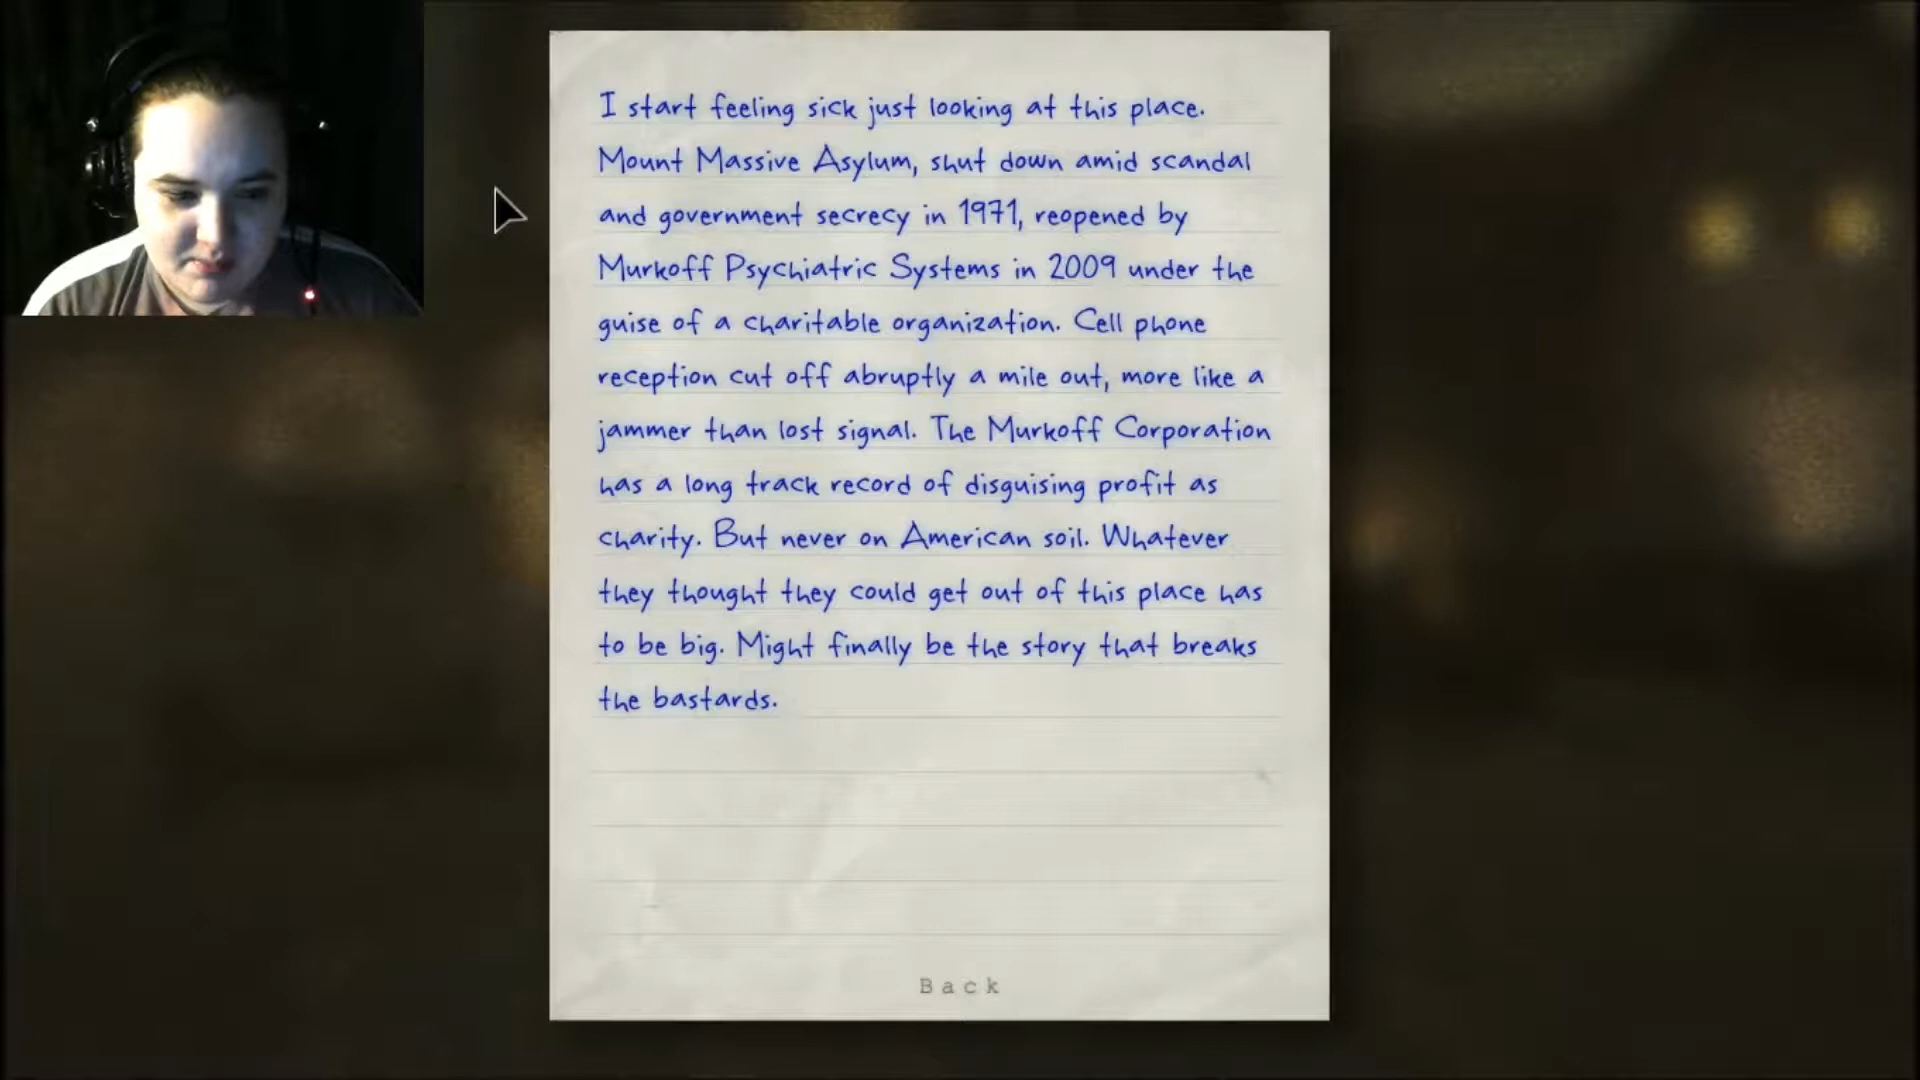 I start feeling sick just looking at this place.
Mount Massive Asylum, shut down amid scandal
and government secrecy in 1971, reopened by
Murkoff Psychiatric Systems in 2009 under the
guise of a charitable organization. Cell phone
reception cut off abruptly a mile out, more like a
jammer than lost signal. The Murkoff Corporation
has a long track record of disguising profit as
charity. But never on American soil. Whatever
they thought they could get out of this place has
to be big. Might finally be the story that breaks
the bastards.
Back